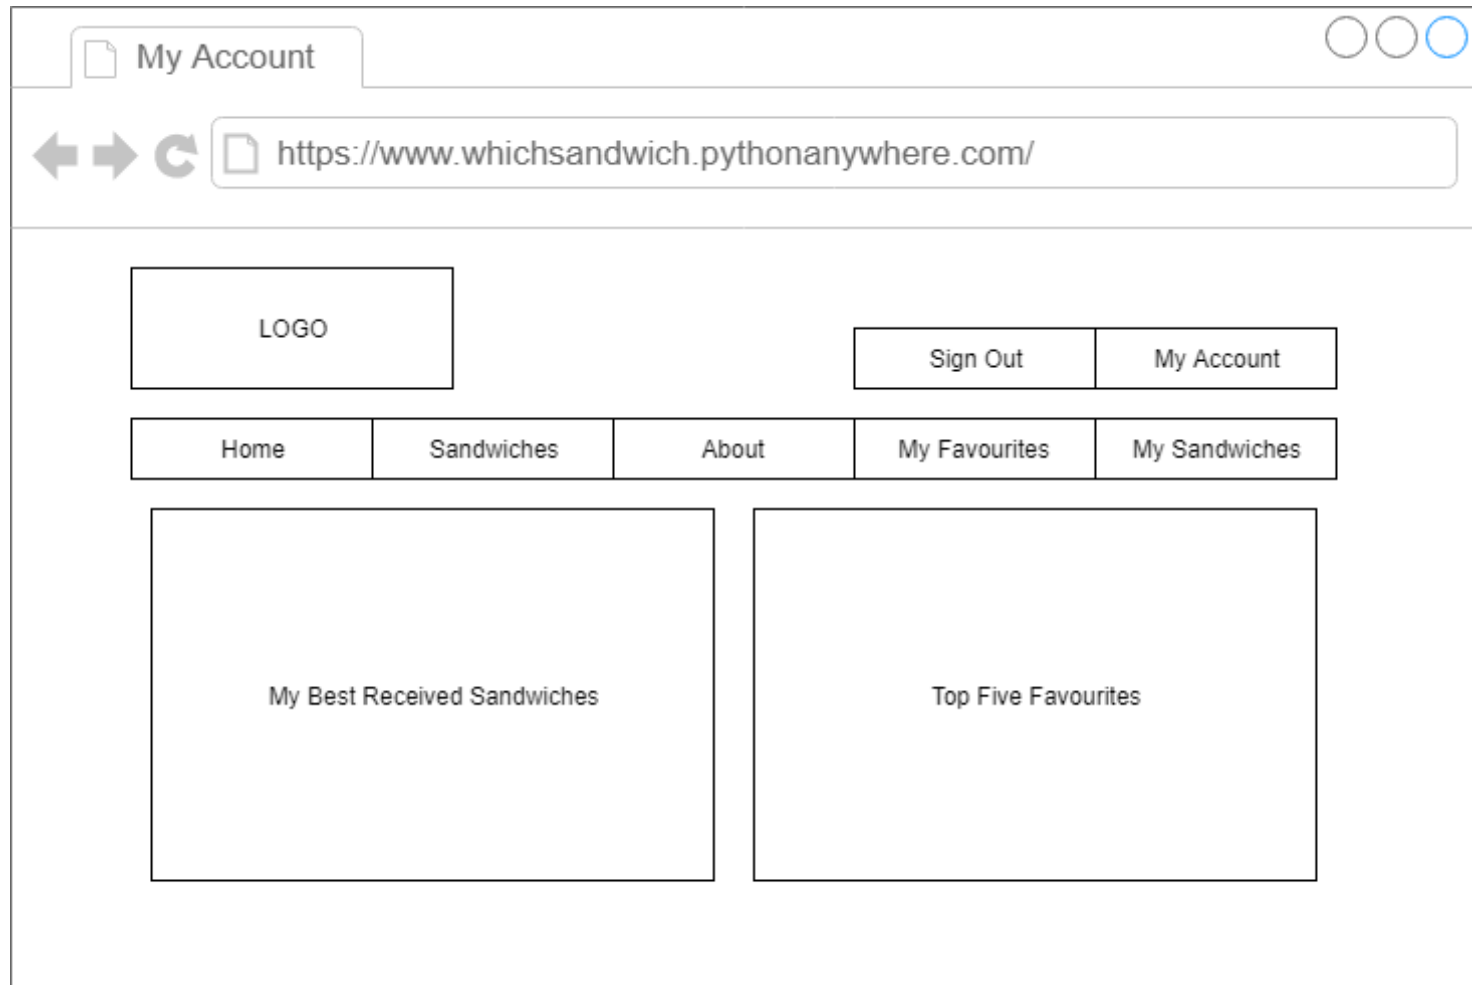 My Account
https://www.whichsandwich.pythonanywhere.com/
LOGO
Sign Out
My Account
Home
Sandwiches
About
My Favourites
My Sandwiches
My Best Received Sandwiches
Top Five Favourites